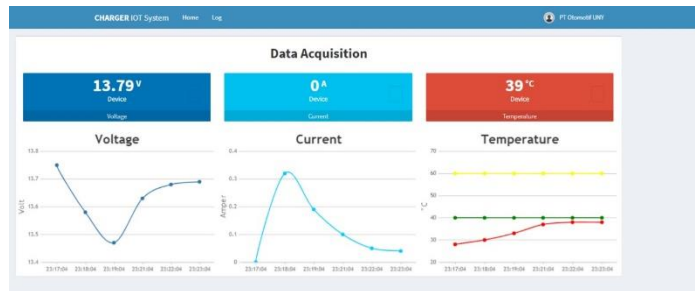 CHARGER IOT System Home Log PT Otomotif UNY
Data Acquisition
13.79 V
Device
Voltage
0 A
Device
Current
39 °C
Device
Temperature
Voltage
13.8
13.7
13.6
13.5
13.4
Volt
23:17:04 23:18:04 23:19:04 23:21:04 23:22:04 23:23:04
Current
0.4
0.3
0.2
0.1
0
Amper
23:17:04 23:18:04 23:19:04 23:21:04 23:22:04 23:23:04
Temperature
70
60
50
40
30
20
°C
23:17:04 23:18:04 23:19:04 23:21:04 23:22:04 23:23:04